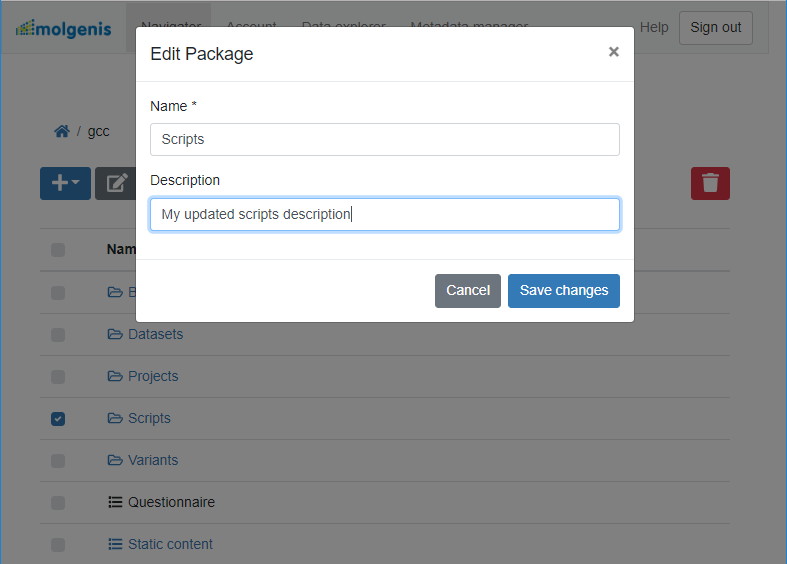 molgenis Navigator Account Data explorer Metadata manager Help Sign out
Edit Package ×
Name *
Scripts
Description
My updated scripts description
Cancel Save changes
/ gcc
Datasets
Projects
Scripts
Variants
Questionnaire
Static content